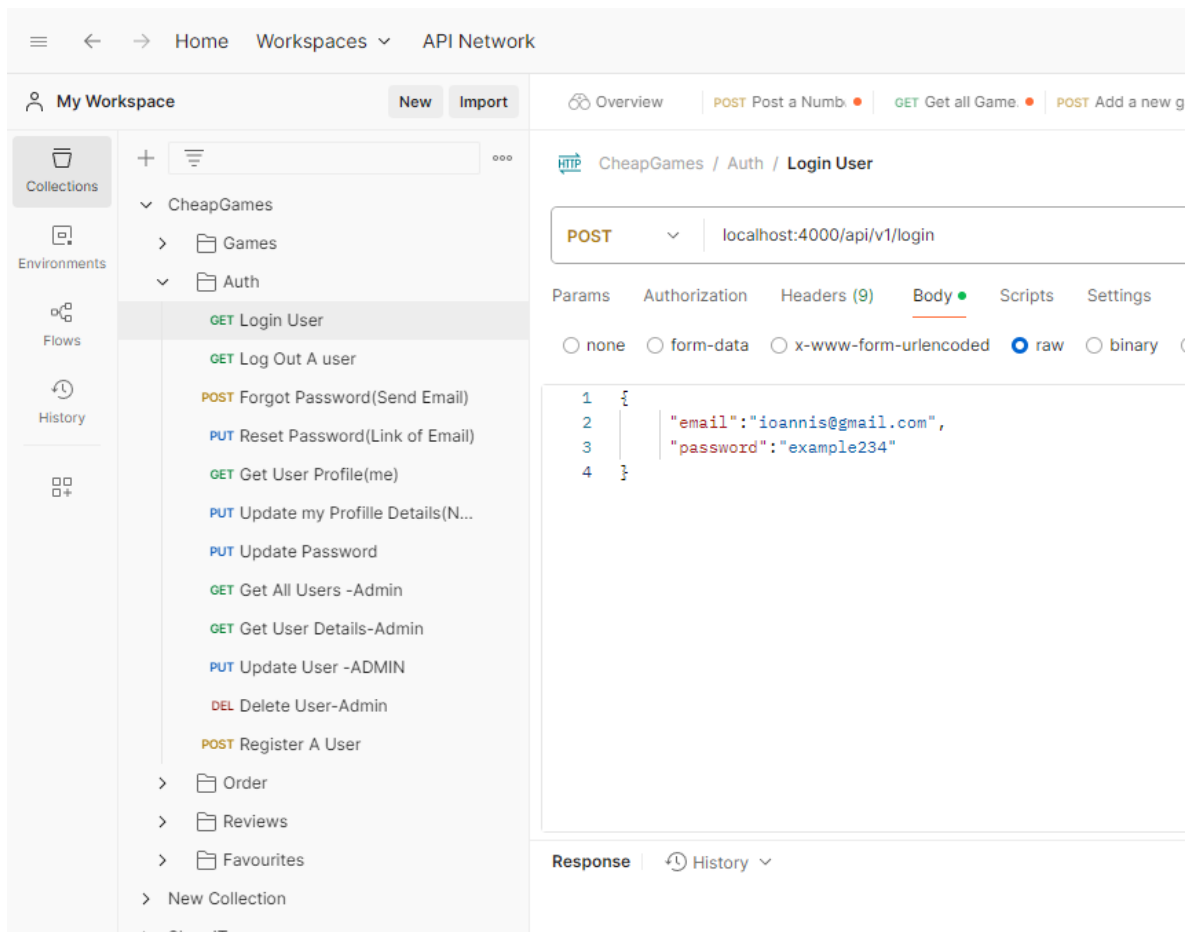 Home Workspaces API Network
My Workspace New Import
Overview POST Post a Numb GET Get all Game. POST Add a new g
Collections
Environments
Flows
History
CheapGames
Games
Auth
GET Login User
GET Log Out A user
POST Forgot Password(Send Email)
PUT Reset Password(Link of Email)
GET Get User Profile(me)
PUT Update my Profille Details(N...
PUT Update Password
GET Get All Users -Admin
GET Get User Details-Admin
PUT Update User -ADMIN
DEL Delete User-Admin
POST Register A User
Order
Reviews
Favourites
New Collection
HTTP CheapGames / Auth / Login User
POST localhost:4000/api/v1/login
Params Authorization Headers (9) Body Scripts Settings
none form-data x-www-form-urlencoded raw binary
1 {
2 "email":"ioannis@gmail.com",
3 "password":"example234"
4 }
Response History